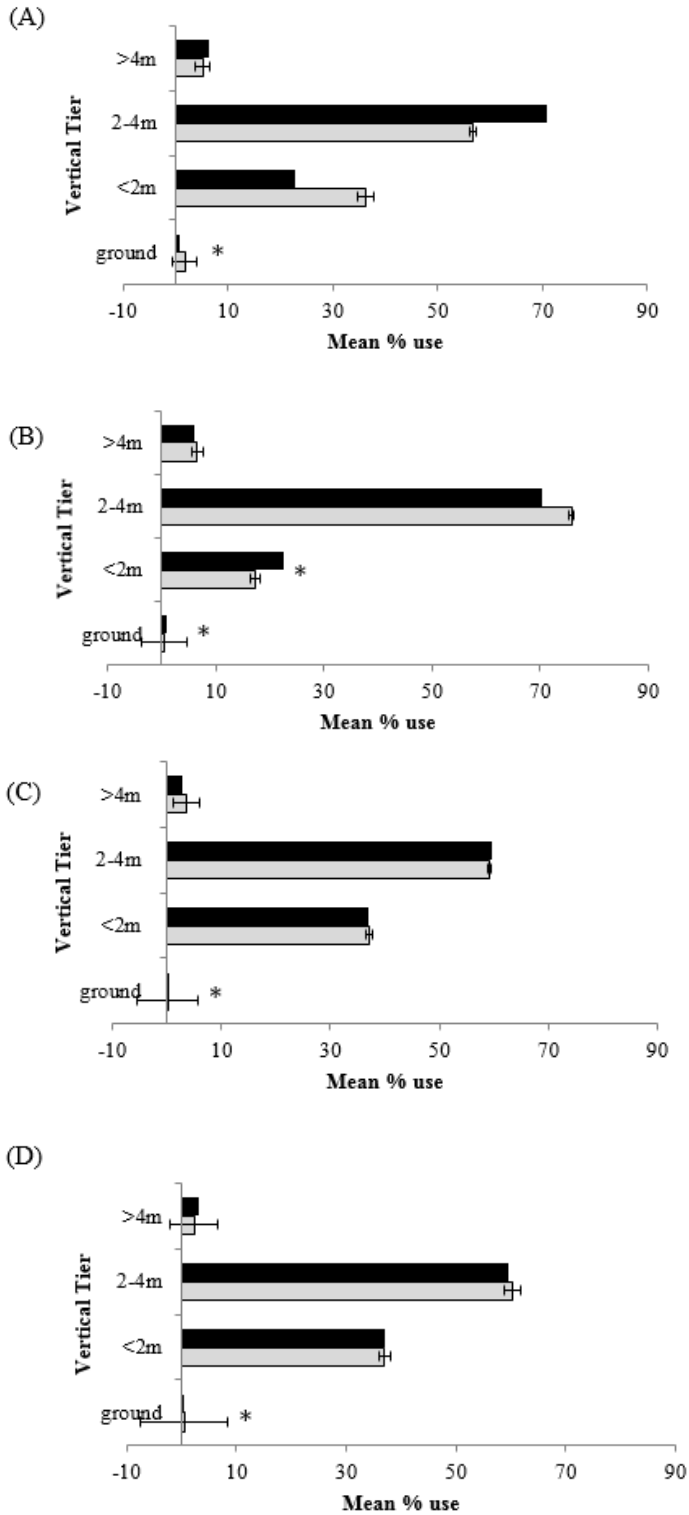 (A)
Vertical Tier
>4m
2-4m
<2m
ground
*
-10 10 30 50 70 90
Mean % use
(B)
Vertical Tier
>4m
2-4m
<2m
*
ground
*
-10 10 30 50 70 90
Mean % use
(C)
Vertical Tier
>4m
2-4m
<2m
ground
*
-10 10 30 50 70 90
Mean % use
(D)
Vertical Tier
>4m
2-4m
<2m
ground
*
-10 10 30 50 70 90
Mean % use